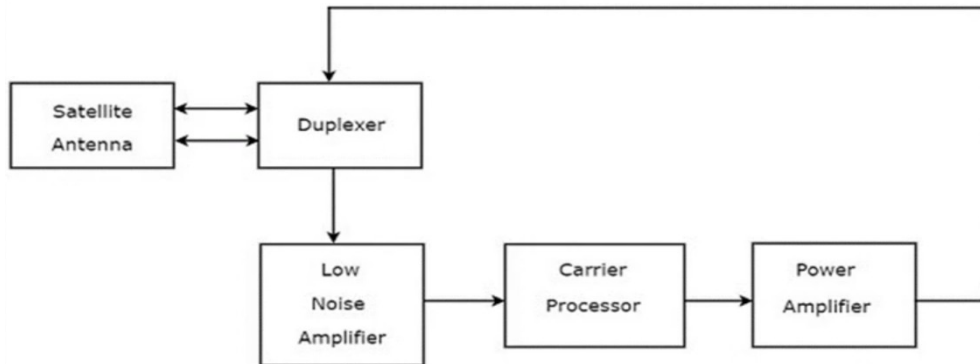 Satellite
Antenna
Duplexer
Low
Noise
Amplifier
Carrier
Processor
Power
Amplifier